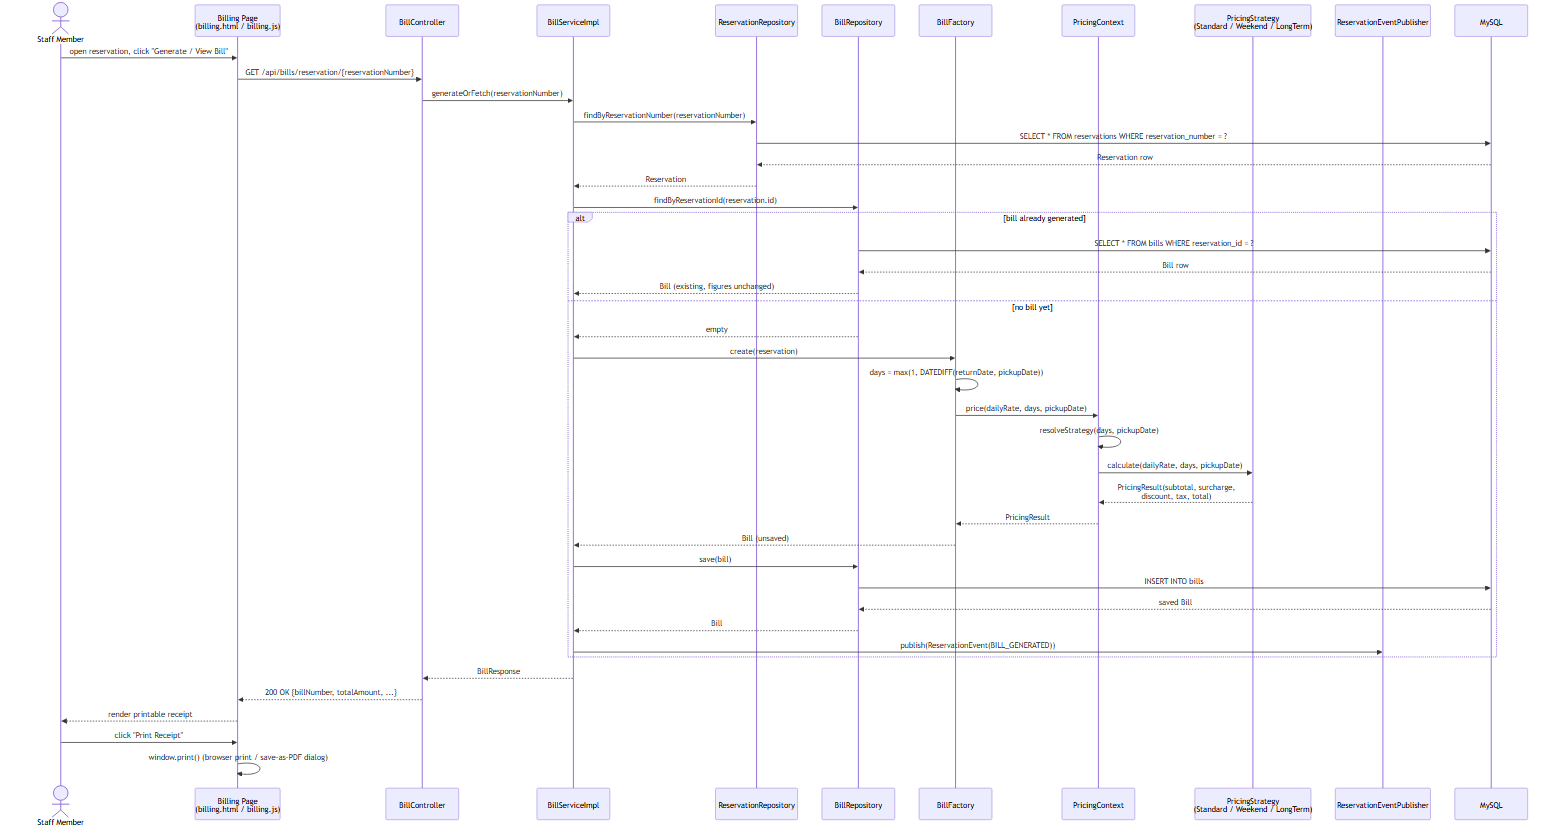 Staff Member
Billing Page
(billing.html / billing.js)
BillController
BillServiceImpl
ReservationRepository
BillRepository
BillFactory
PricingContext
PricingStrategy
(Standard / Weekend / LongTerm)
ReservationEventPublisher
MySQL
open reservation, click "Generate / View Bill"
GET /api/bills/reservation/{reservationNumber}
generateOrFetch(reservationNumber)
findByReservationNumber(reservationNumber)
SELECT * FROM reservations WHERE reservation_number = ?
Reservation row
Reservation
findByReservationId(reservation.id)
alt
[bill already generated]
SELECT * FROM bills WHERE reservation_id = ?
Bill row
Bill (existing, figures unchanged)
[no bill yet]
empty
create(reservation)
days = max(1, DATEDIFF(returnDate, pickupDate))
price(dailyRate, days, pickupDate)
resolveStrategy(days, pickupDate)
calculate(dailyRate, days, pickupDate)
PricingResult(subtotal, surcharge,
discount, tax, total)
PricingResult
Bill (unsaved)
save(bill)
INSERT INTO bills
saved Bill
Bill
publish(ReservationEvent(BILL_GENERATED))
BillResponse
200 OK {billNumber, totalAmount, ...}
render printable receipt
click "Print Receipt"
window.print() (browser print / save-as-PDF dialog)
Staff Member
Billing Page
(billing.html / billing.js)
BillController
BillServiceImpl
ReservationRepository
BillRepository
BillFactory
PricingContext
PricingStrategy
(Standard / Weekend / LongTerm)
ReservationEventPublisher
MySQL